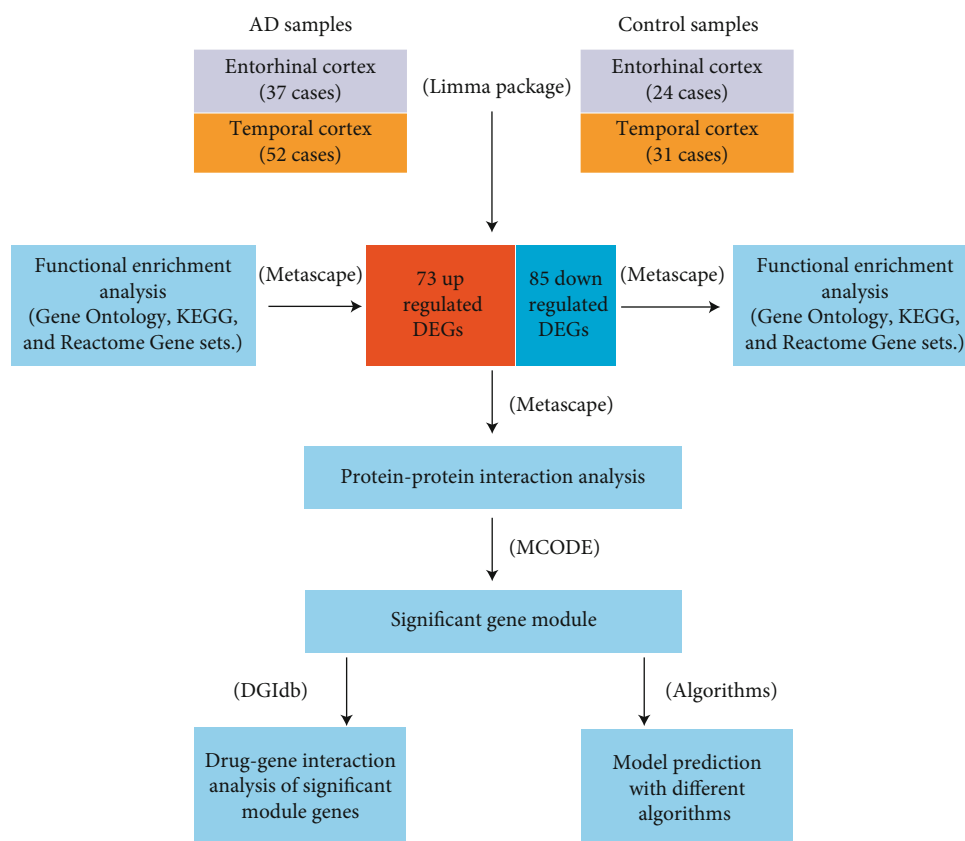 AD samples
Control samples
Entorhinal cortex
(37 cases)
(Limma package)
Entorhinal cortex
(24 cases)
Temporal cortex
(52 cases)
Temporal cortex
(31 cases)
Functional enrichment
analysis
(Gene Ontology, KEGG,
and Reactome Gene sets.)
(Metascape)
73 up
regulated
DEGs
85 down
regulated
DEGs
(Metascape)
Functional enrichment
analysis
(Gene Ontology, KEGG,
and Reactome Gene sets.)
(Metascape)
Protein-protein interaction analysis
(MCODE)
Significant gene module
(DGIdb)
(Algorithms)
Drug-gene interaction
analysis of significant
module genes
Model prediction
with different
algorithms